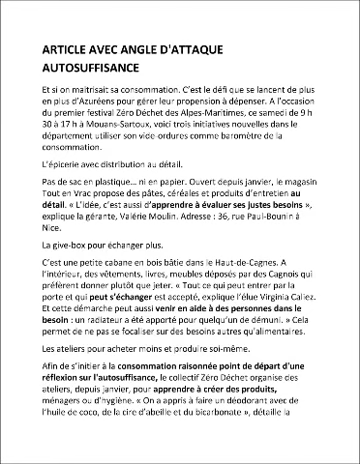 ARTICLE AVEC ANGLE D'ATTAQUE
AUTOSUFFISANCE
Et si on maitrisait sa consommation. C'est le défi que se lancent de plus
en plus d'Azuréens pour gérer leur propension à dépenser. A l'occasion
du premier festival Zéro Déchet des Alpes-Maritimes, ce samedi de 9 h
30 à 17 h à Mouans-Sartoux, voici trois initiatives nouvelles dans le
département utiliser son vide-ordures comme baromètre de la
consommation.
L'épicerie avec distribution au détail.
Pas de sac en plastique... ni en papier. Ouvert depuis janvier, le magasin
Tout en Vrac propose des pâtes, céréales et produits d'entretien au
détail. « L'idée, c'est aussi d'apprendre à évaluer ses justes besoins »,
explique la gérante, Valérie Moulin. Adresse : 36, rue Paul-Bounin à
Nice.
La give-box pour échanger plus.
C'est une petite cabane en bois bâtie dans le Haut-de-Cagnes. A
l'intérieur, des vêtements, livres, meubles déposés par des Cagnois qui
préfèrent donner plutôt que jeter. « Tout ce qui peut entrer par la
porte et qui peut s'échanger est accepté, explique l'élue Virginia Caliez.
Et cette démarche peut aussi venir en aide à des personnes dans le
besoin : un radiateur a été apporté pour quelqu'un de démuni. » Cela
permet de ne pas se focaliser sur des besoins autres qu'alimentaires.
Les ateliers pour acheter moins et produire soi-même.
Afin de s'initier à la consommation raisonnée point de départ d'une
réflexion sur l'autosuffisance, le collectif Zéro Déchet organise des
ateliers, depuis janvier, pour apprendre à créer des produits,
ménagers ou d'hygiène. « On a appris à faire un déodorant avec de
l'huile de coco, de la cire d'abeille et du bicarbonate », détaille la